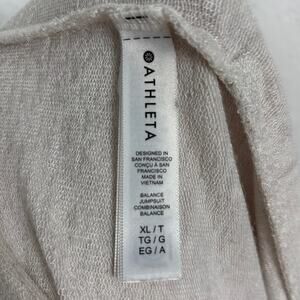 ATHLETA
DESIGNED IN
SAN FRANCISCO
CONÇU À SAN
FRANCISCO
MADE IN
VIETNAM
BALANCE
JUMPSUIT
COMBINAISON
BALANCE
XL / T
TG / G
EG / A